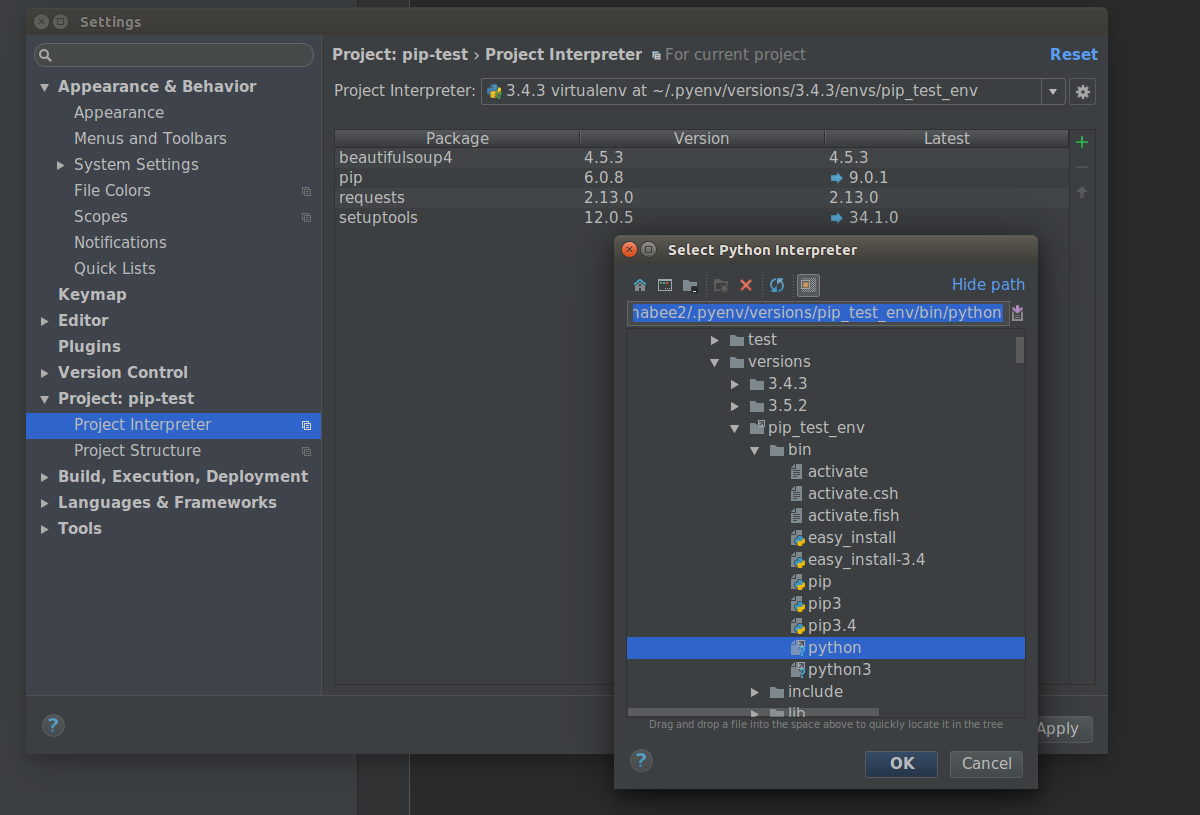 Settings
Project: pip-test › Project Interpreter For current project Reset
Project Interpreter: 3.4.3 virtualenv at ~/.pyenv/versions/3.4.3/envs/pip_test_env
Appearance & Behavior
Appearance
Menus and Toolbars
System Settings
File Colors
Scopes
Notifications
Quick Lists
Keymap
Editor
Plugins
Version Control
Project: pip-test
Project Interpreter
Project Structure
Build, Execution, Deployment
Languages & Frameworks
Tools
Package Version Latest
beautifulsoup4 4.5.3 4.5.3
pip 6.0.8 9.0.1
requests 2.13.0 2.13.0
setuptools 12.0.5 34.1.0
Apply
Select Python Interpreter
Hide path
nabee2/.pyenv/versions/pip_test_env/bin/python
test
versions
3.4.3
3.5.2
pip_test_env
bin
activate
activate.csh
activate.fish
easy_install
easy_install-3.4
pip
pip3
pip3.4
python
python3
include
lib
Drag and drop a file into the space above to quickly locate it in the tree
?
?
OK Cancel